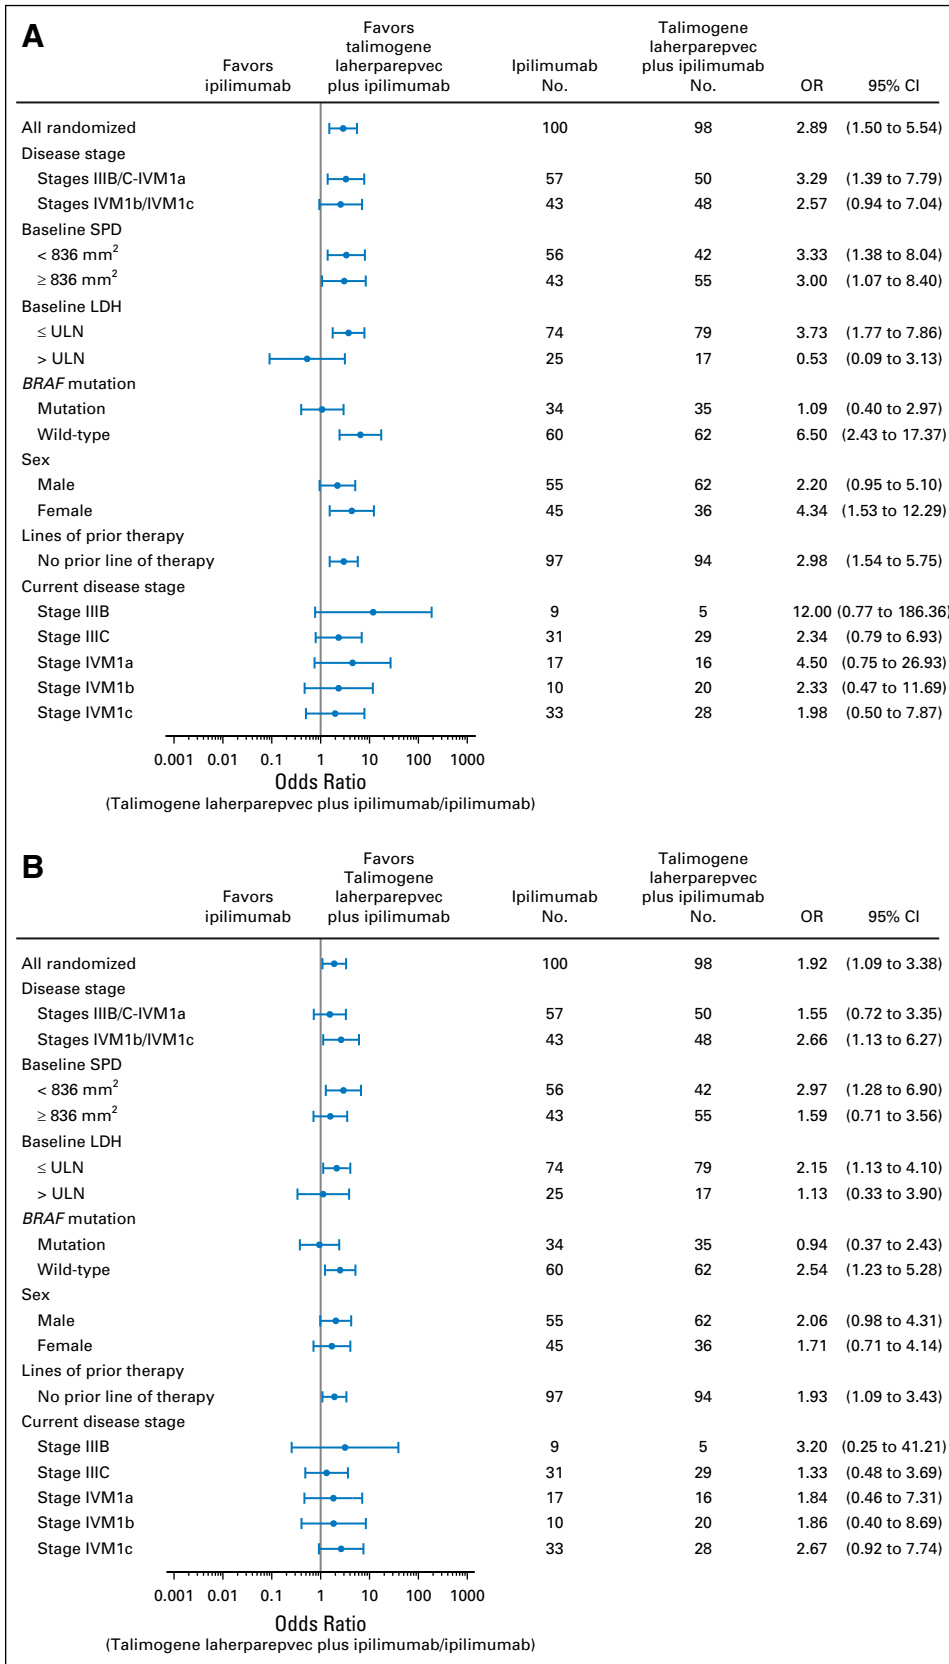 A
Favors
ipilimumab
Favors
talimogene
laherparepvec
plus ipilimumab
Ipilimumab
No.
Talimogene
laherparepvec
plus ipilimumab
No.
OR
95% CI
All randomized 100 98 2.89 (1.50 to 5.54)
Disease stage
Stages IIIB/C-IVM1a 57 50 3.29 (1.39 to 7.79)
Stages IVM1b/IVM1c 43 48 2.57 (0.94 to 7.04)
Baseline SPD
< 836 mm² 56 42 3.33 (1.38 to 8.04)
≥ 836 mm² 43 55 3.00 (1.07 to 8.40)
Baseline LDH
≤ ULN 74 79 3.73 (1.77 to 7.86)
> ULN 25 17 0.53 (0.09 to 3.13)
BRAF mutation
Mutation 34 35 1.09 (0.40 to 2.97)
Wild-type 60 62 6.50 (2.43 to 17.37)
Sex
Male 55 62 2.20 (0.95 to 5.10)
Female 45 36 4.34 (1.53 to 12.29)
Lines of prior therapy
No prior line of therapy 97 94 2.98 (1.54 to 5.75)
Current disease stage
Stage IIIB 9 5 12.00 (0.77 to 186.36)
Stage IIIC 31 29 2.34 (0.79 to 6.93)
Stage IVM1a 17 16 4.50 (0.75 to 26.93)
Stage IVM1b 10 20 2.33 (0.47 to 11.69)
Stage IVM1c 33 28 1.98 (0.50 to 7.87)
0.001 0.01 0.1 1 10 100 1000
Odds Ratio
(Talimogene laherparepvec plus ipilimumab/ipilimumab)
B
Favors
ipilimumab
Favors
Talimogene
laherparepvec
plus ipilimumab
Ipilimumab
No.
Talimogene
laherparepvec
plus ipilimumab
No.
OR
95% CI
All randomized 100 98 1.92 (1.09 to 3.38)
Disease stage
Stages IIIB/C-IVM1a 57 50 1.55 (0.72 to 3.35)
Stages IVM1b/IVM1c 43 48 2.66 (1.13 to 6.27)
Baseline SPD
< 836 mm² 56 42 2.97 (1.28 to 6.90)
≥ 836 mm² 43 55 1.59 (0.71 to 3.56)
Baseline LDH
≤ ULN 74 79 2.15 (1.13 to 4.10)
> ULN 25 17 1.13 (0.33 to 3.90)
BRAF mutation
Mutation 34 35 0.94 (0.37 to 2.43)
Wild-type 60 62 2.54 (1.23 to 5.28)
Sex
Male 55 62 2.06 (0.98 to 4.31)
Female 45 36 1.71 (0.71 to 4.14)
Lines of prior therapy
No prior line of therapy 97 94 1.93 (1.09 to 3.43)
Current disease stage
Stage IIIB 9 5 3.20 (0.25 to 41.21)
Stage IIIC 31 29 1.33 (0.48 to 3.69)
Stage IVM1a 17 16 1.84 (0.46 to 7.31)
Stage IVM1b 10 20 1.86 (0.40 to 8.69)
Stage IVM1c 33 28 2.67 (0.92 to 7.74)
0.001 0.01 0.1 1 10 100 1000
Odds Ratio
(Talimogene laherparepvec plus ipilimumab/ipilimumab)